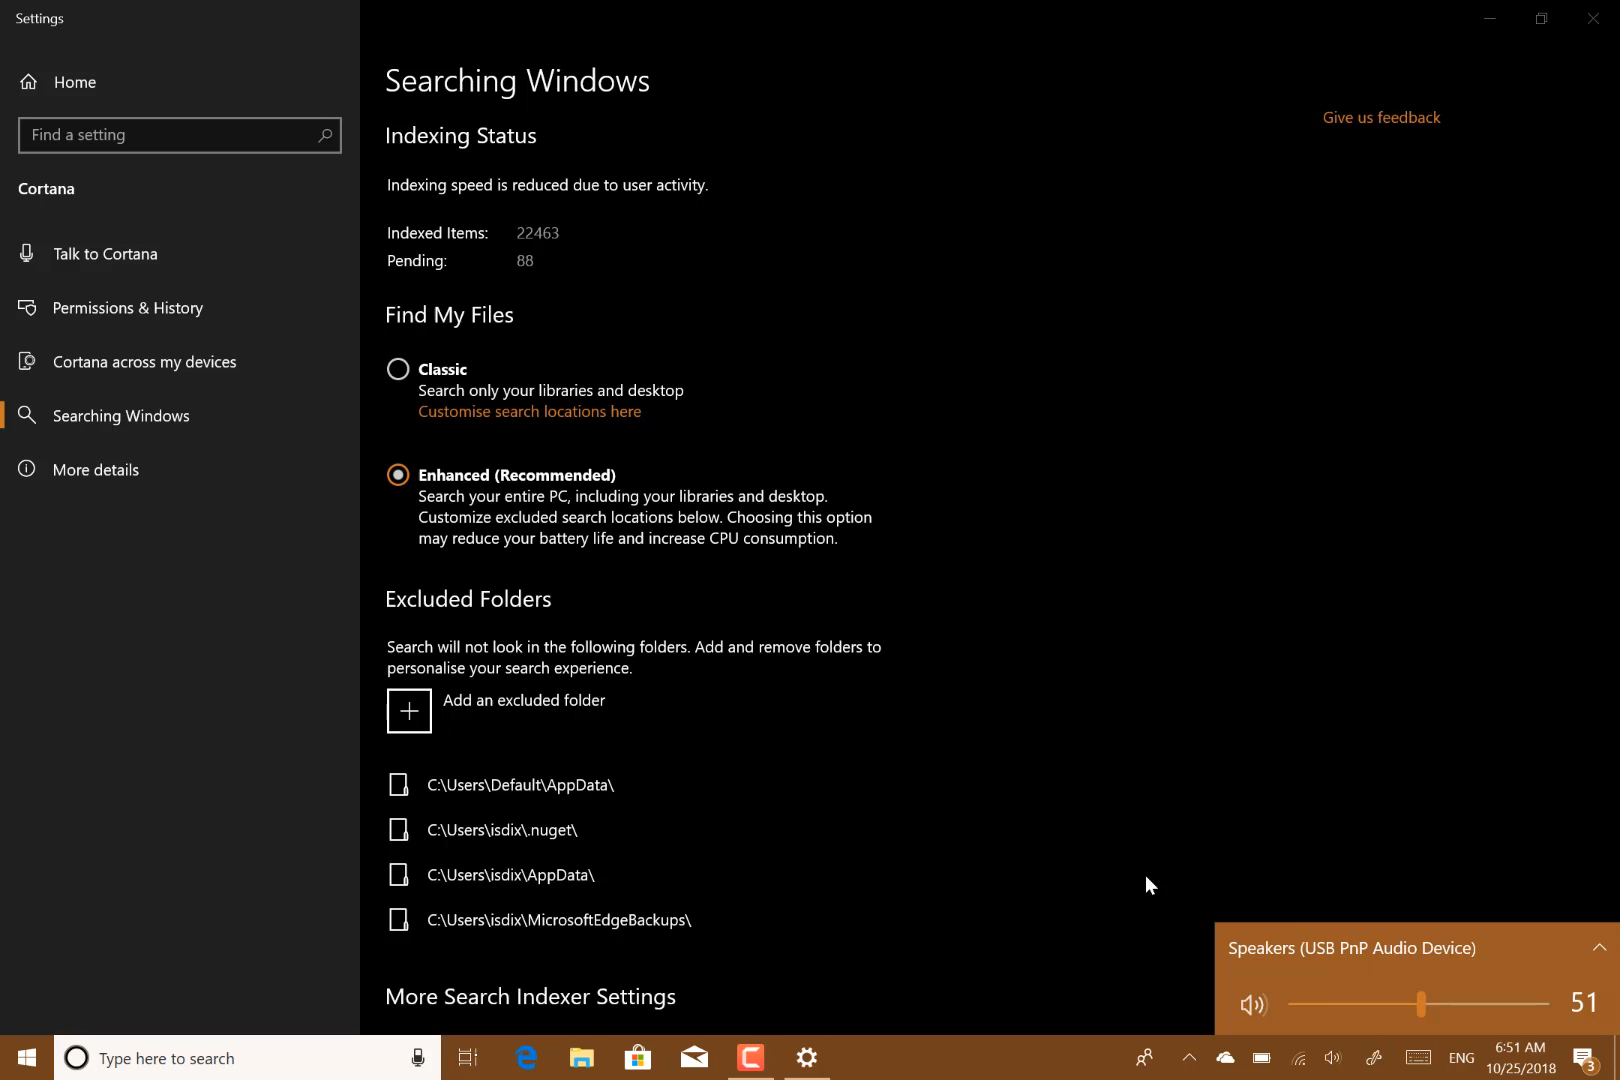 Settings
Home
Find a setting
Cortana
Talk to Cortana
Permissions & History
Cortana across my devices
Searching Windows
More details
Searching Windows
Give us feedback
Indexing Status
Indexing speed is reduced due to user activity.
Indexed Items: 22463
Pending: 88
Find My Files
Classic
Search only your libraries and desktop
Customise search locations here
Enhanced (Recommended)
Search your entire PC, including your libraries and desktop.
Customize excluded search locations below. Choosing this option
may reduce your battery life and increase CPU consumption.
Excluded Folders
Search will not look in the following folders. Add and remove folders to
personalise your search experience.
Add an excluded folder
C:\Users\Default\AppData\
C:\Users\isdix\.nuget\
C:\Users\isdix\AppData\
C:\Users\isdix\MicrosoftEdgeBackups\
More Search Indexer Settings
Speakers (USB PnP Audio Device)
51
Type here to search
ENG
6:51 AM
10/25/2018
3